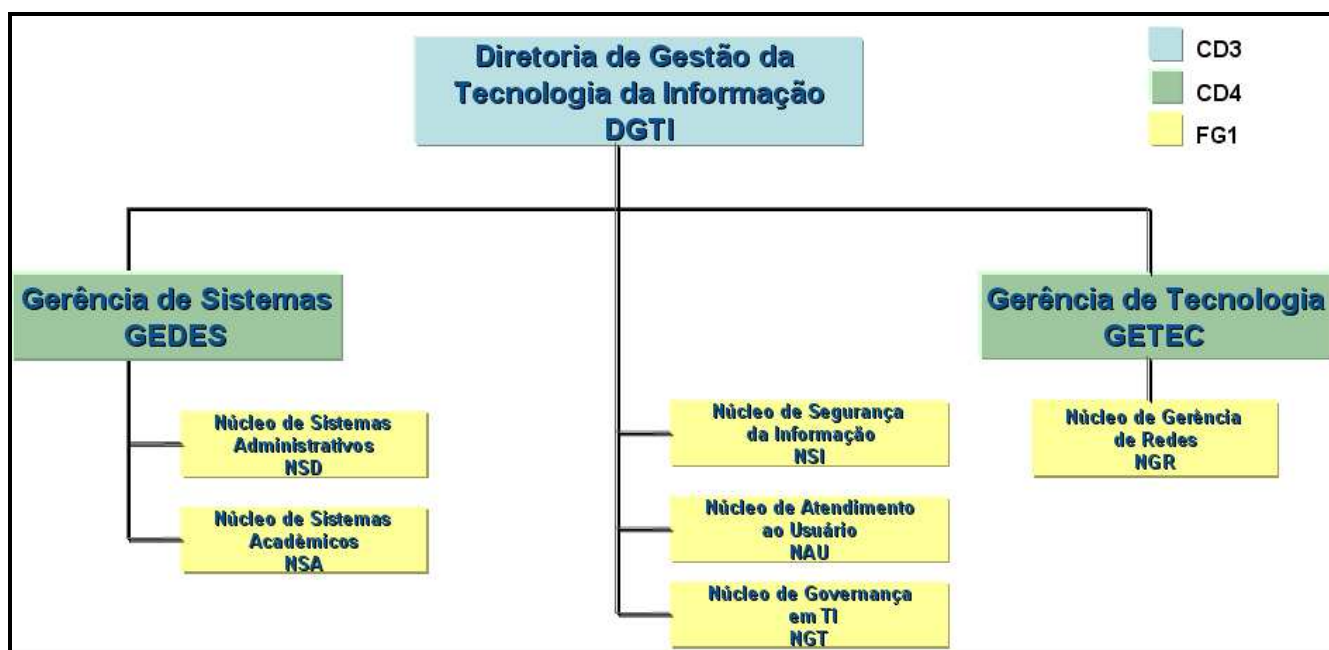 Diretoria de Gestão da
Tecnologia da Informação
DGTI
CD3
CD4
FG1
Gerência de Sistemas
GEDES
Gerência de Tecnologia
GETEC
Núcleo de Sistemas
Administrativos
NSD
Núcleo de Sistemas
Acadêmicos
NSA
Núcleo de Segurança
da Informação
NSI
Núcleo de Atendimento
ao Usuário
NAU
Núcleo de Governança
em TI
NGT
Núcleo de Gerência
de Redes
NGR